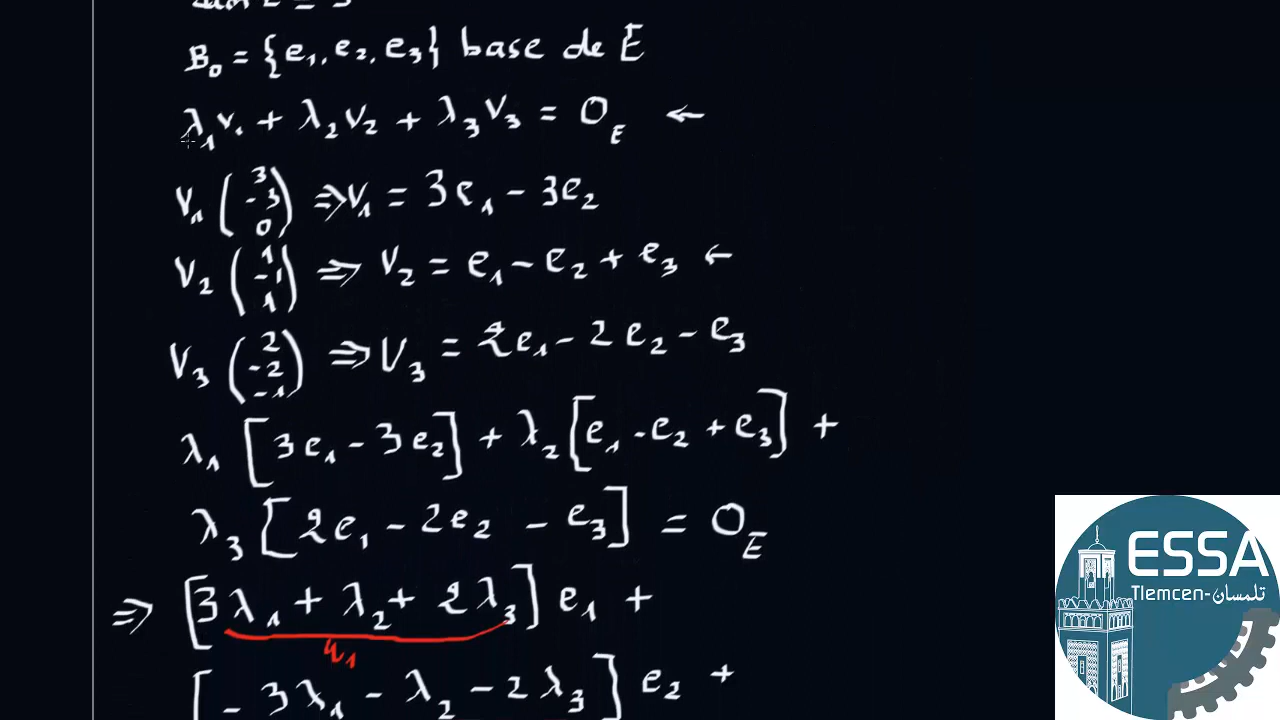 B₀ = {e₁, e₂, e₃} base de E
λ₁v₁ + λ₂v₂ + λ₃v₃ = 0_E ←
v₁ (3 -3 0) ⇒ v₁ = 3e₁ - 3e₂
v₂ (1 -1 1) ⇒ v₂ = e₁ - e₂ + e₃ ←
v₃ (2 -2 -1) ⇒ v₃ = 2e₁ - 2e₂ - e₃
λ₁ [3e₁ - 3e₂] + λ₂ [e₁ - e₂ + e₃] +
λ₃ [2e₁ - 2e₂ - e₃] = 0_E
⇒ [3λ₁ + λ₂ + 2λ₃] e₁ +
[-3λ₁ - λ₂ - 2λ₃] e₂ +
ESSA
Tlemcen-تلمسان